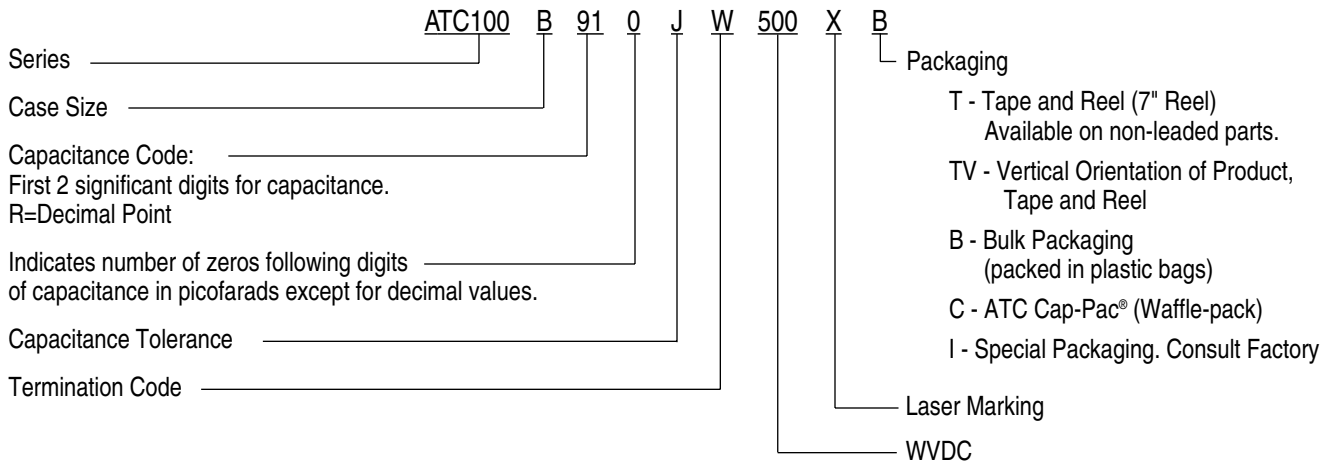 ATC100 B 91 0 J W 500 X B
Series
Case Size
Capacitance Code:
First 2 significant digits for capacitance.
R=Decimal Point
Indicates number of zeros following digits
of capacitance in picofarads except for decimal values.
Capacitance Tolerance
Termination Code
Packaging
T - Tape and Reel (7" Reel)
Available on non-leaded parts.
TV - Vertical Orientation of Product,
Tape and Reel
B - Bulk Packaging
(packed in plastic bags)
C - ATC Cap-Pac® (Waffle-pack)
I - Special Packaging. Consult Factory
Laser Marking
WVDC